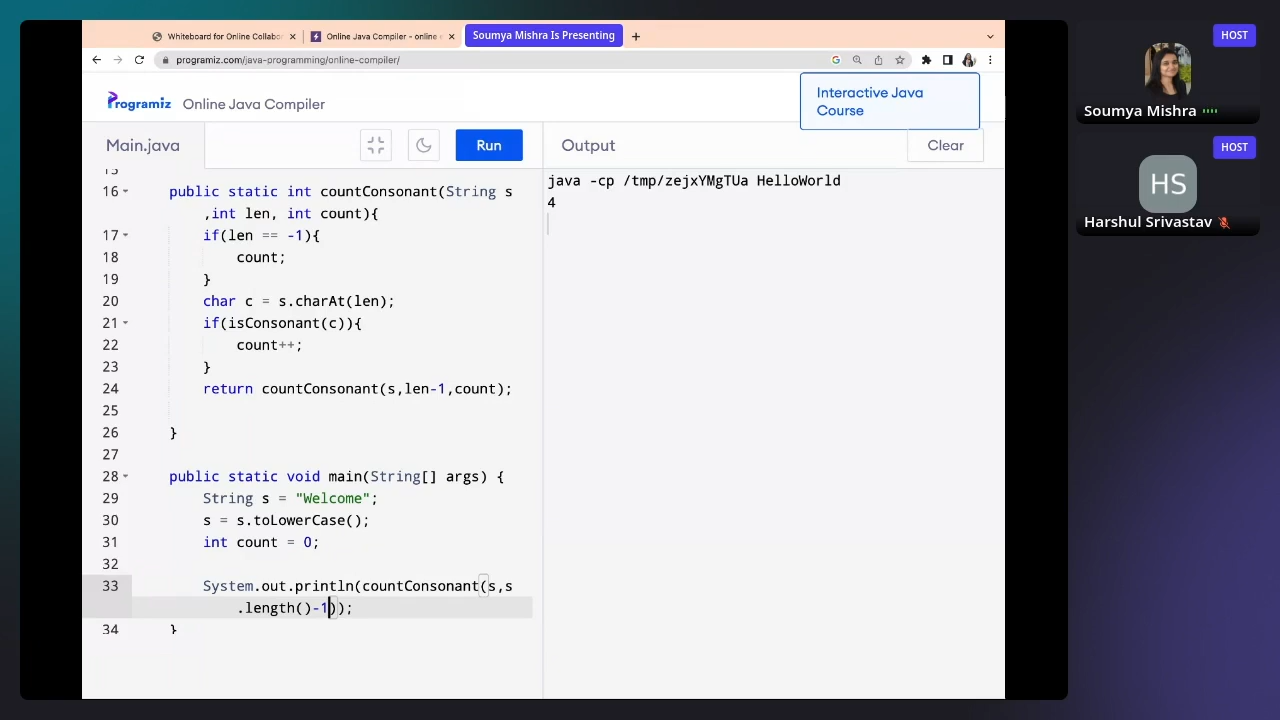 Whiteboard for Online Collabor
Online Java Compiler - online
Soumya Mishra Is Presenting
programiz.com/java-programming/online-compiler/
Programiz Online Java Compiler
Interactive Java
Course
Main.java
Run
Output
Clear
15
16 public static int countConsonant(String s
,int len, int count){
17 if(len == -1){
18 count;
19 }
20 char c = s.charAt(len);
21 if(isConsonant(c)){
22 count++;
23 }
24 return countConsonant(s,len-1,count);
25
26 }
27
28 public static void main(String[] args) {
29 String s = "Welcome";
30 s = s.toLowerCase();
31 int count = 0;
32
33 System.out.println(countConsonant(s,s
.length()-1));
34 }
java -cp /tmp/zejxYMgTUa HelloWorld
4
HOST
Soumya Mishra
HOST
HS
Harshul Srivastav